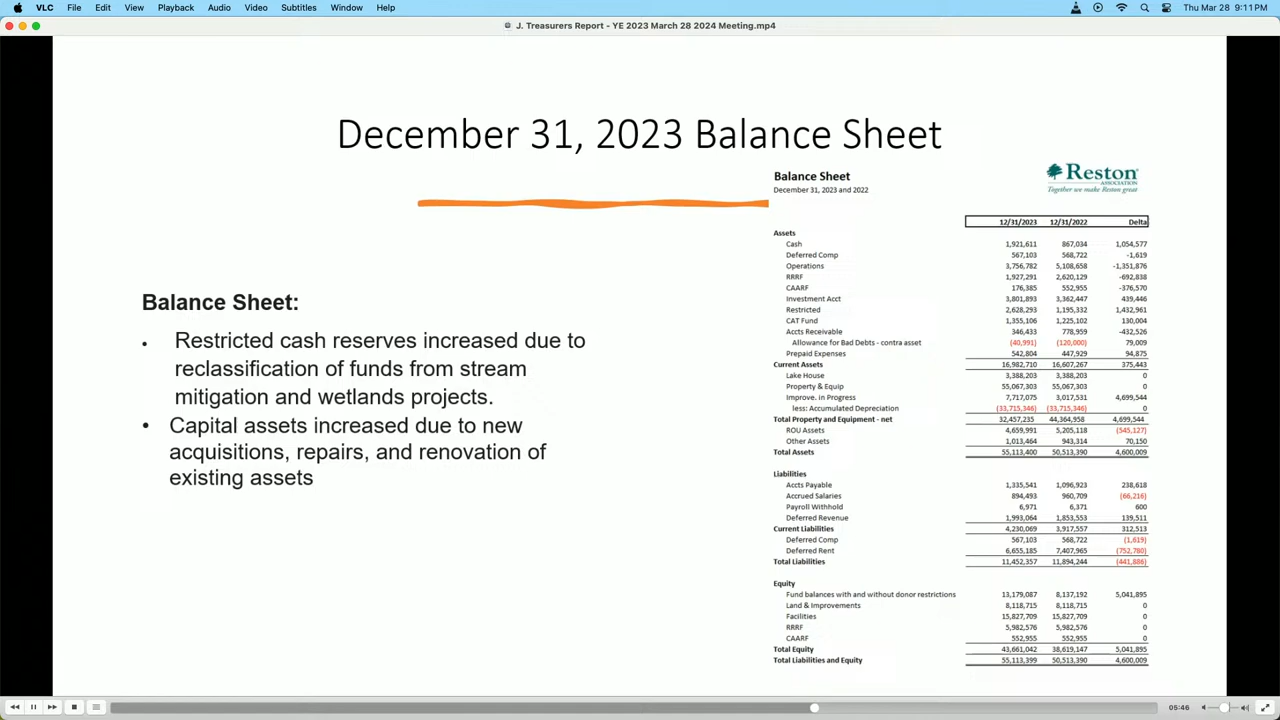 VLC File Edit View Playback Audio Video Subtitles Window Help
Thu Mar 28 9:11 PM
J. Treasurers Report - YE 2023 March 28 2024 Meeting.mp4
December 31, 2023 Balance Sheet
Balance Sheet:
• Restricted cash reserves increased due to
reclassification of funds from stream
mitigation and wetlands projects.
• Capital assets increased due to new
acquisitions, repairs, and renovation of
existing assets
Balance Sheet
December 31, 2023 and 2022
Reston
ASSOCIATION
Together we make Reston great
12/31/2023 12/31/2022 Delta
Assets
Cash 1,921,611 867,034 1,054,577
Deferred Comp 567,103 568,722 -1,619
Operations 3,756,782 5,108,658 -1,351,876
RRRF 1,927,291 2,620,129 -692,838
CAARF 176,385 552,955 -376,570
Investment Acct 3,801,893 3,362,447 439,446
Restricted 2,628,293 1,195,332 1,432,961
CAT Fund 1,355,106 1,225,102 130,004
Accts Receivable 346,433 778,959 -432,526
Allowance for Bad Debts - contra asset (40,991) (120,000) 79,009
Prepaid Expenses 542,804 447,929 94,875
Current Assets 16,982,710 16,607,267 375,443
Lake House 3,388,203 3,388,203 0
Property & Equip 55,067,303 55,067,303 0
Improve. in Progress 7,717,075 3,017,531 4,699,544
less: Accumulated Depreciation (33,715,346) (33,715,346) 0
Total Property and Equipment - net 32,457,235 44,364,958 4,699,544
ROU Assets 4,659,991 5,205,118 (545,127)
Other Assets 1,013,464 943,314 70,150
Total Assets 55,113,400 50,513,390 4,600,009
Liabilities
Accts Payable 1,335,541 1,096,923 238,618
Accrued Salaries 894,493 960,709 (66,216)
Payroll Withhold 6,971 6,371 600
Deferred Revenue 1,993,064 1,853,553 139,511
Current Liabilities 4,230,069 3,917,557 312,513
Deferred Comp 567,103 568,722 (1,619)
Deferred Rent 6,655,185 7,407,965 (752,780)
Total Liabilities 11,452,357 11,894,244 (441,886)
Equity
Fund balances with and without donor restrictions 13,179,087 8,137,192 5,041,895
Land & Improvements 8,118,715 8,118,715 0
Facilities 15,827,709 15,827,709 0
RRRF 5,982,576 5,982,576 0
CAARF 552,955 552,955 0
Total Equity 43,661,042 38,619,147 5,041,895
Total Liabilities and Equity 55,113,399 50,513,390 4,600,009
05:46